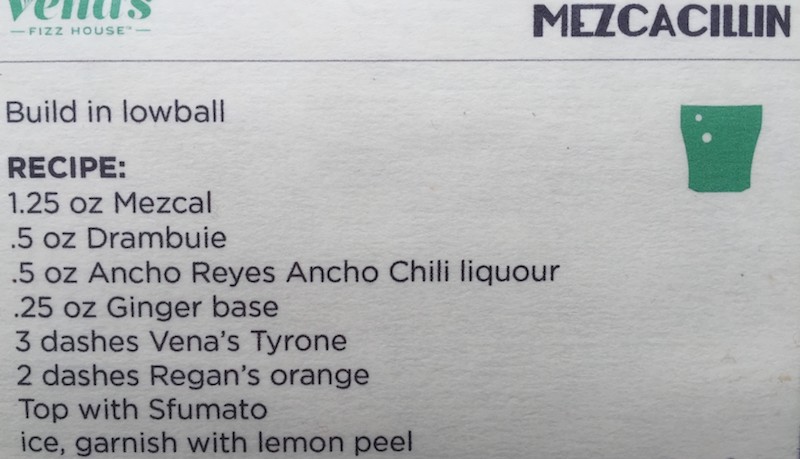 Vena's
FIZZ HOUSE™
MEZCACILLIN
Build in lowball
RECIPE:
1.25 oz Mezcal
.5 oz Drambuie
.5 oz Ancho Reyes Ancho Chili liquour
.25 oz Ginger base
3 dashes Vena's Tyrone
2 dashes Regan's orange
Top with Sfumato
ice, garnish with lemon peel